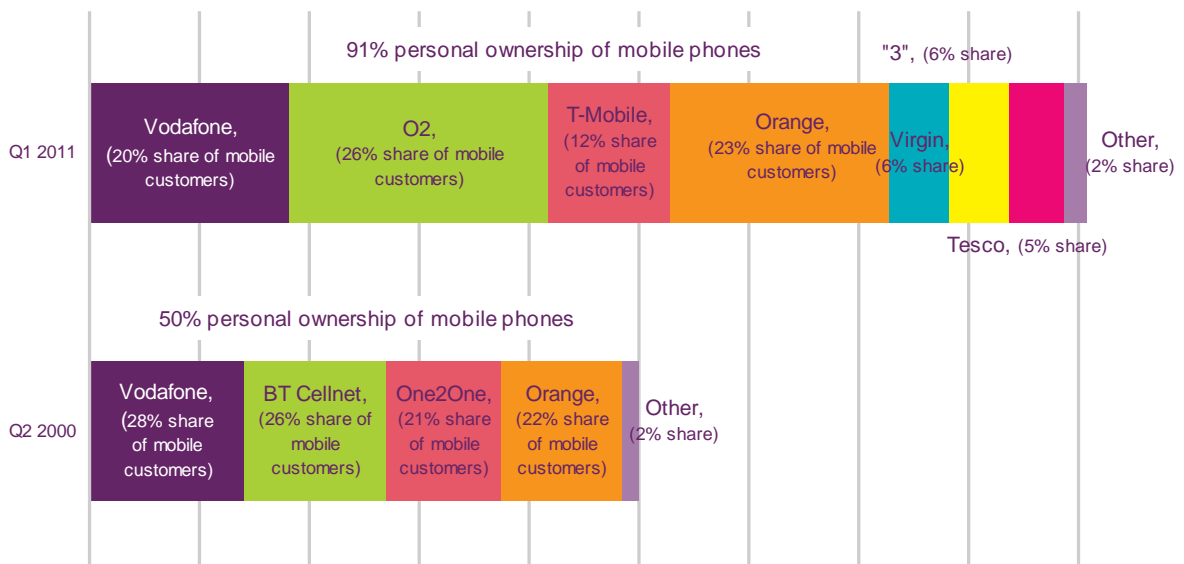 91% personal ownership of mobile phones
"3", (6% share)
Q1 2011
Vodafone,
(20% share of mobile
customers)
O2,
(26% share of mobile
customers)
T-Mobile,
(12% share
of mobile
customers)
Orange,
(23% share of mobile
customers)
Virgin,
(6% share)
Other,
(2% share)
Tesco, (5% share)
50% personal ownership of mobile phones
Q2 2000
Vodafone,
(28% share
of mobile
customers)
BT Cellnet,
(26% share of
mobile
customers)
One2One,
(21% share
of mobile
customers)
Orange,
(22% share
of mobile
customers)
Other,
(2% share)